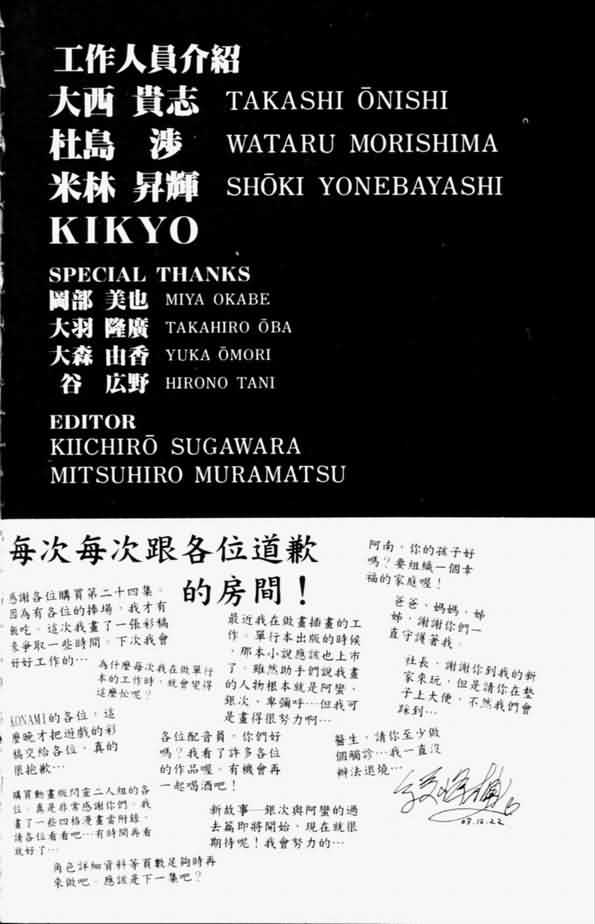 工作人員介紹
大西 貴志 TAKASHI ŌNISHI
杜島 渉 WATARU MORISHIMA
米林 昇輝 SHŌKI YONEBAYASHI
KIKYO
SPECIAL THANKS
岡部 美也 MIYA OKABE
大羽 隆廣 TAKAHIRO ŌBA
大森 由香 YUKA ŌMORI
谷 広野 HIRONO TANI
EDITOR
KIICHIRŌ SUGAWARA
MITSUHIRO MURAMATSU
每次每次跟各位道歉
的房間！
感謝各位購買第二十四集。
因為有各位的捧場，我才有
飯吃。這次我畫了一張彩稿
來爭取一些時間。下次我會
好好工作的…
為什麼每次我在做單行
本的工作時，就會變得
這麼忙呢？
KONAMI的各位，這
麼晚才把遊戲的彩
稿交給各位，真的
很抱歉…
購買動畫版閃靈二人組的各
位，真是非常感謝你們。我
畫了一些四格漫畫當附錄，
請各位看看吧…有時間再看
就好了…
角色詳細資料等頁數足夠時再
來做吧。應該是下一集吧？
最近我在做畫插畫的工
作。單行本出版的時候
，那本小說應該也上市
了。雖然助手們說我畫
的人物根本就是阿蠻、
銀次、卑彌呼…但我可
是畫得很努力啊…
各位配音員，你們好
嗎？我看了許多各位
的作品喔。有機會再
一起喝酒吧！
新故事—銀次與阿蠻的過
去篇即將開始，現在就很
期待呢！我會努力的…
阿南，你的孩子好
嗎？要組織一個幸
福的家庭喔！
爸爸、媽媽、姊
姊，謝謝你們一
直守護著我。
社長，謝謝你到我的新
家來玩，但是請你在墊
子上大便，不然我們會
踩到…
醫生，請你至少做
個觸診…我一直沒
辦法退燒…